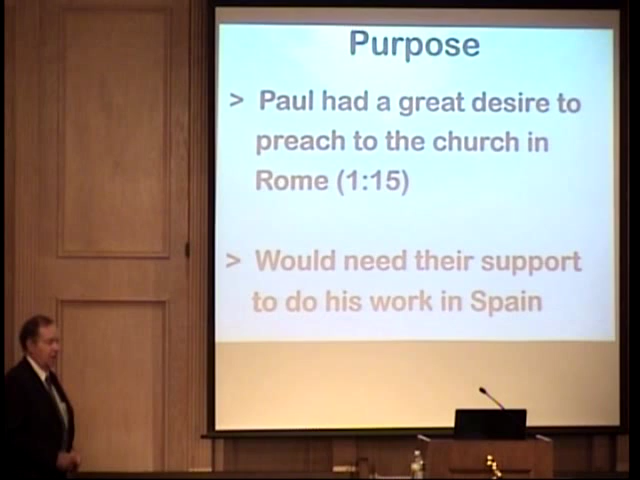 Purpose
> Paul had a great desire to
preach to the church in
Rome (1:15)
> Would need their support
to do his work in Spain